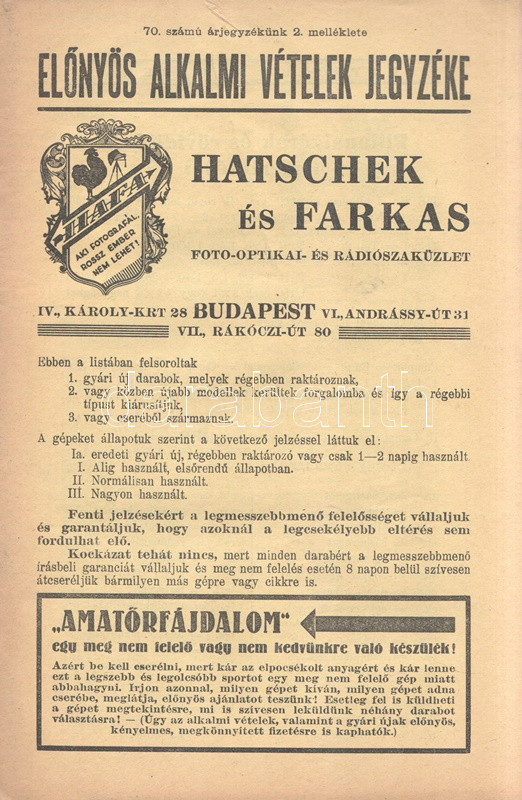 70. számú árjegyzékünk 2. melléklete
ELŐNYÖS ALKALMI VÉTELEK JEGYZÉKE
HAFA
AKI FOTOGRAFÁL,
ROSSZ EMBER
NEM LEHET!
HATSCHEK
ÉS FARKAS
FOTO-OPTIKAI- ÉS RÁDIÓSZAKÜZLET
IV., KÁROLY-KRT 28 BUDAPEST VI., ANDRÁSSY-ÚT 31
VII, RÁKÓCZI-ÚT 80
Ebben a listában felsoroltak
1. gyári új darabok, melyek régebben raktároznak,
2. vagy közben újabb modellek kerültek forgalomba és így a régebbi
típust kiárusítjuk,
3. vagy cseréből származnak.
A gépeket állapotuk szerint a következő jelzéssel láttuk el:
Ia. eredeti gyári új, régebben raktározó vagy csak 1—2 napig használt
I. Alig használt, elsőrendű állapotban.
II. Normálisan használt.
III. Nagyon használt.
Fenti jelzésekért a legmesszebbmenő felelősséget vállaljuk
és garantáljuk, hogy azoknál a legcsekélyebb eltérés sem
fordulhat elő.
Kockázat tehát nincs, mert minden darabért a legmesszebbmenő
írásbeli garanciát vállaljuk és meg nem felelés esetén 8 napon belül szívesen
átcseréljük bármilyen más gépre vagy cikkre is.
„AMATŐRFÁJDALOM“
egy meg nem felelő vagy nem kedvünkre való készülék!
Azért be kell cserélni, mert kár az elpocsékolt anyagért és kár lenne
ezt a legszebb és legolcsóbb sportot egy meg nem felelő gép miatt
abbahagyni. Irjon azonnal, milyen gépet kíván, milyen gépet adna
cserébe, meglátja, előnyös ajánlatot teszünk! Esetleg fel is küldheti
a gépet megtekintésre, mi is szívesen leküldünk néhány darabot
választásra! — (Úgy az alkalmi vételek, valamint a gyári újak előnyös,
kényelmes, megkönnyített fizetésre is kaphatók.)
darabanth